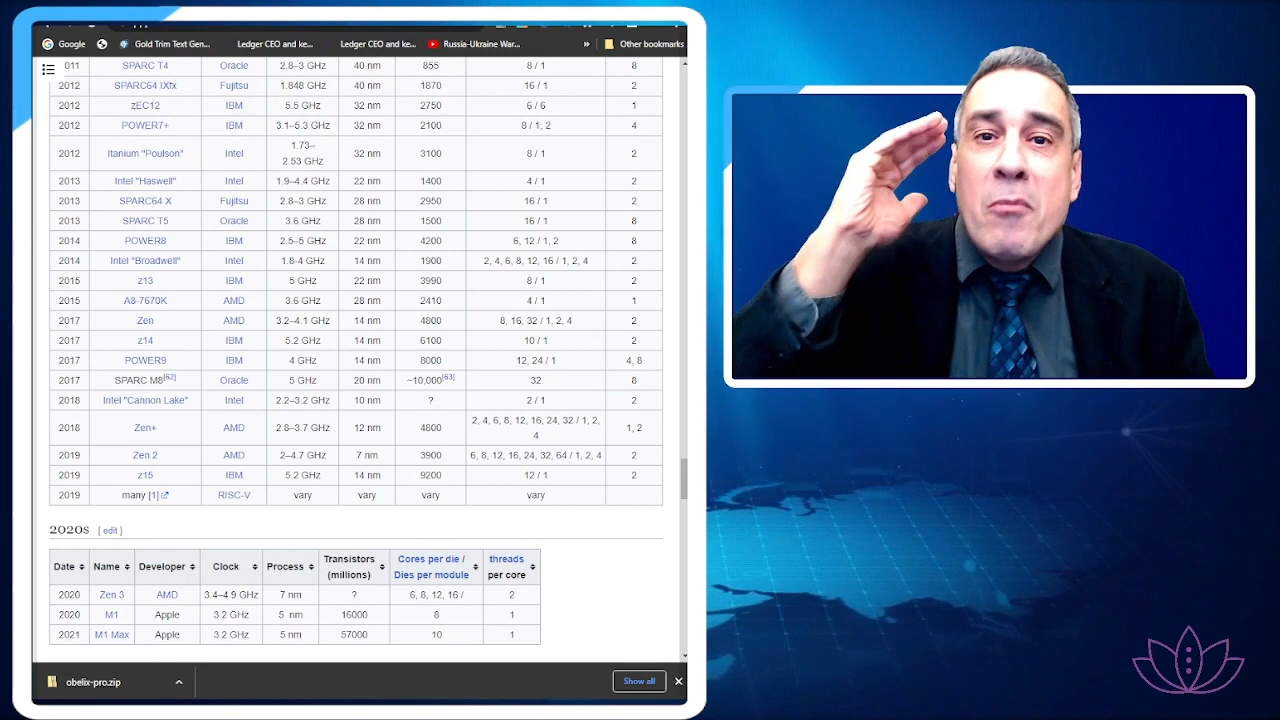 Google Gold Trim Text Gen... Ledger CEO and ke... Ledger CEO and ke... Russia-Ukraine War... » Other bookmarks
011 SPARC T4 Oracle 2.8–3 GHz 40 nm 855 8 / 1 8
2012 SPARC64 IXfx Fujitsu 1.848 GHz 40 nm 1870 16 / 1 2
2012 zEC12 IBM 5.5 GHz 32 nm 2750 6 / 6 1
2012 POWER7+ IBM 3.1–5.3 GHz 32 nm 2100 8 / 1, 2 4
2012 Itanium "Poulson" Intel 1.73–
2.53 GHz 32 nm 3100 8 / 1 2
2013 Intel "Haswell" Intel 1.9–4.4 GHz 22 nm 1400 4 / 1 2
2013 SPARC64 X Fujitsu 2.8–3 GHz 28 nm 2950 16 / 1 2
2013 SPARC T5 Oracle 3.6 GHz 28 nm 1500 16 / 1 8
2014 POWER8 IBM 2.5–5 GHz 22 nm 4200 6, 12 / 1, 2 8
2014 Intel "Broadwell" Intel 1.8-4 GHz 14 nm 1900 2, 4, 6, 8, 12, 16 / 1, 2, 4 2
2015 z13 IBM 5 GHz 22 nm 3990 8 / 1 2
2015 A8-7670K AMD 3.6 GHz 28 nm 2410 4 / 1 1
2017 Zen AMD 3.2–4.1 GHz 14 nm 4800 8, 16, 32 / 1, 2, 4 2
2017 z14 IBM 5.2 GHz 14 nm 6100 10 / 1 2
2017 POWER9 IBM 4 GHz 14 nm 8000 12, 24 / 1 4, 8
2017 SPARC M8[62] Oracle 5 GHz 20 nm ~10,000[63] 32 8
2018 Intel "Cannon Lake" Intel 2.2–3.2 GHz 10 nm ? 2 / 1 2
2018 Zen+ AMD 2.8–3.7 GHz 12 nm 4800 2, 4, 6, 8, 12, 16, 24, 32 / 1, 2,
4 1, 2
2019 Zen 2 AMD 2–4.7 GHz 7 nm 3900 6, 8, 12, 16, 24, 32, 64 / 1, 2, 4 2
2019 z15 IBM 5.2 GHz 14 nm 9200 12 / 1 2
2019 many [1] RISC-V vary vary vary vary
2020s [ edit ]
Date Name Developer Clock Process Transistors (millions) Cores per die / Dies per module threads per core
2020 Zen 3 AMD 3.4–4.9 GHz 7 nm ? 6, 8, 12, 16 / 2
2020 M1 Apple 3.2 GHz 5 nm 16000 8 1
2021 M1 Max Apple 3.2 GHz 5 nm 57000 10 1
obelix-pro.zip Show all